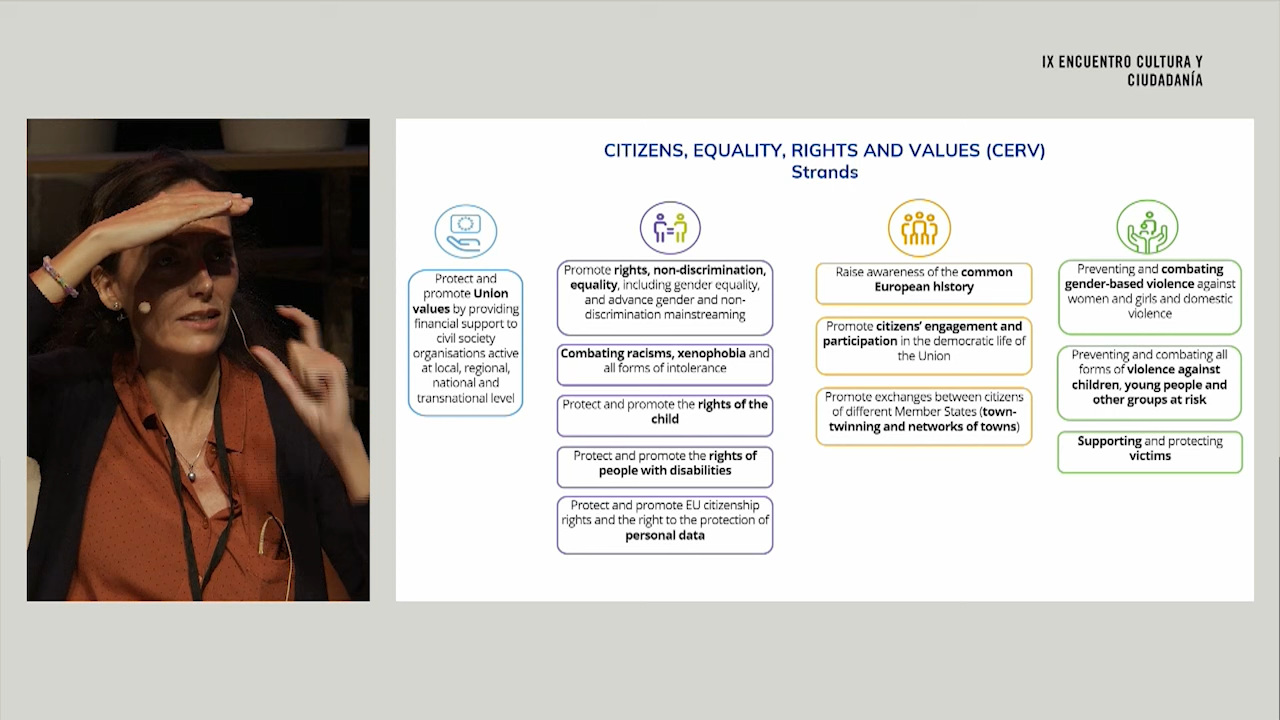 IX ENCUENTRO CULTURA Y
CIUDADANÍA
CITIZENS, EQUALITY, RIGHTS AND VALUES (CERV)
Strands
Protect and
promote Union
values by providing
financial support to
civil society
organisations active
at local, regional,
national and
transnational level
Promote rights, non-discrimination,
equality, including gender equality,
and advance gender and non-
discrimination mainstreaming
Combating racisms, xenophobia and
all forms of intolerance
Protect and promote the rights of the
child
Protect and promote the rights of
people with disabilities
Protect and promote EU citizenship
rights and the right to the protection of
personal data
Raise awareness of the common
European history
Promote citizens' engagement and
participation in the democratic life of
the Union
Promote exchanges between citizens
of different Member States (town-
twinning and networks of towns)
Preventing and combating
gender-based violence against
women and girls and domestic
violence
Preventing and combating all
forms of violence against
children, young people and
other groups at risk
Supporting and protecting
victims